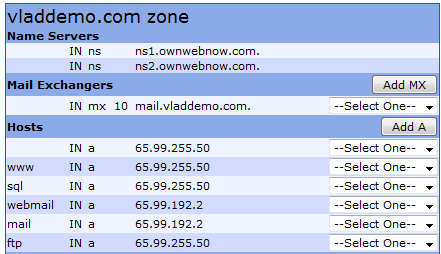 vladdemo.com zone
Name Servers
IN ns ns1.ownwebnow.com.
IN ns ns2.ownwebnow.com.
Mail Exchangers Add MX
IN mx 10 mail.vladdemo.com. --Select One--
Hosts Add A
IN a 65.99.255.50 --Select One--
www IN a 65.99.255.50 --Select One--
sql IN a 65.99.255.50 --Select One--
webmail IN a 65.99.192.2 --Select One--
mail IN a 65.99.192.2 --Select One--
ftp IN a 65.99.255.50 --Select One--